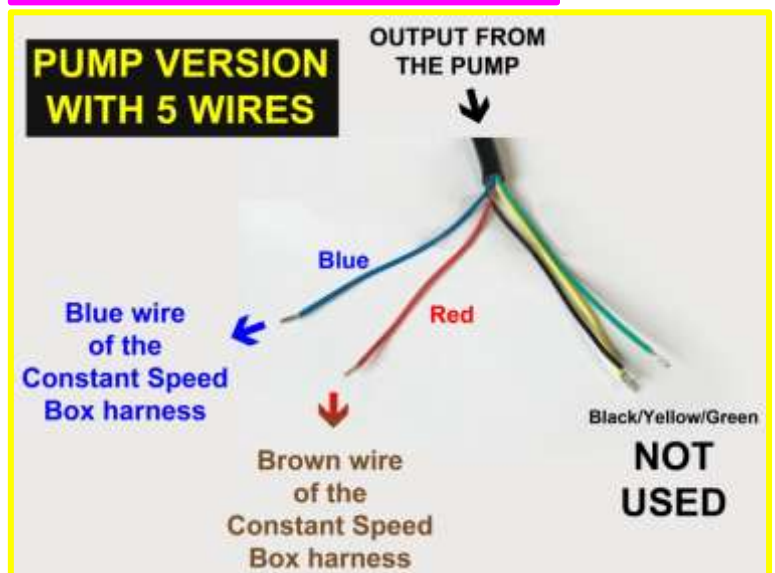 PUMP VERSION
WITH 5 WIRES
OUTPUT FROM
THE PUMP
Blue
Red
Blue wire
of the
Constant Speed
Box harness
Brown wire
of the
Constant Speed
Box harness
Black/Yellow/Green
NOT
USED